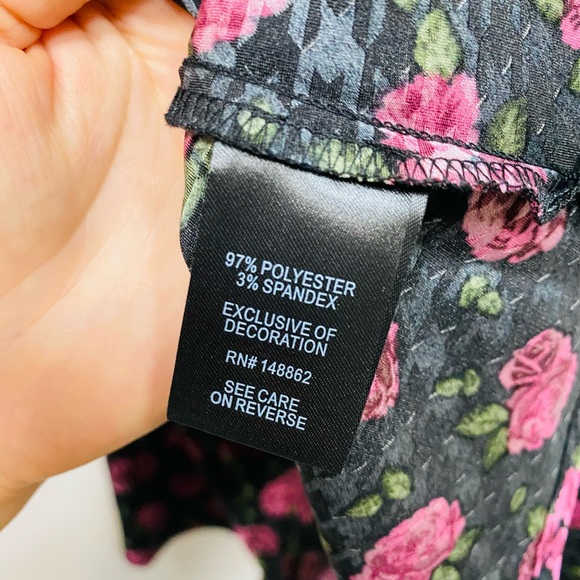 97% POLYESTER
3% SPANDEX
EXCLUSIVE OF
DECORATION
RN# 148862
SEE CARE
ON REVERSE